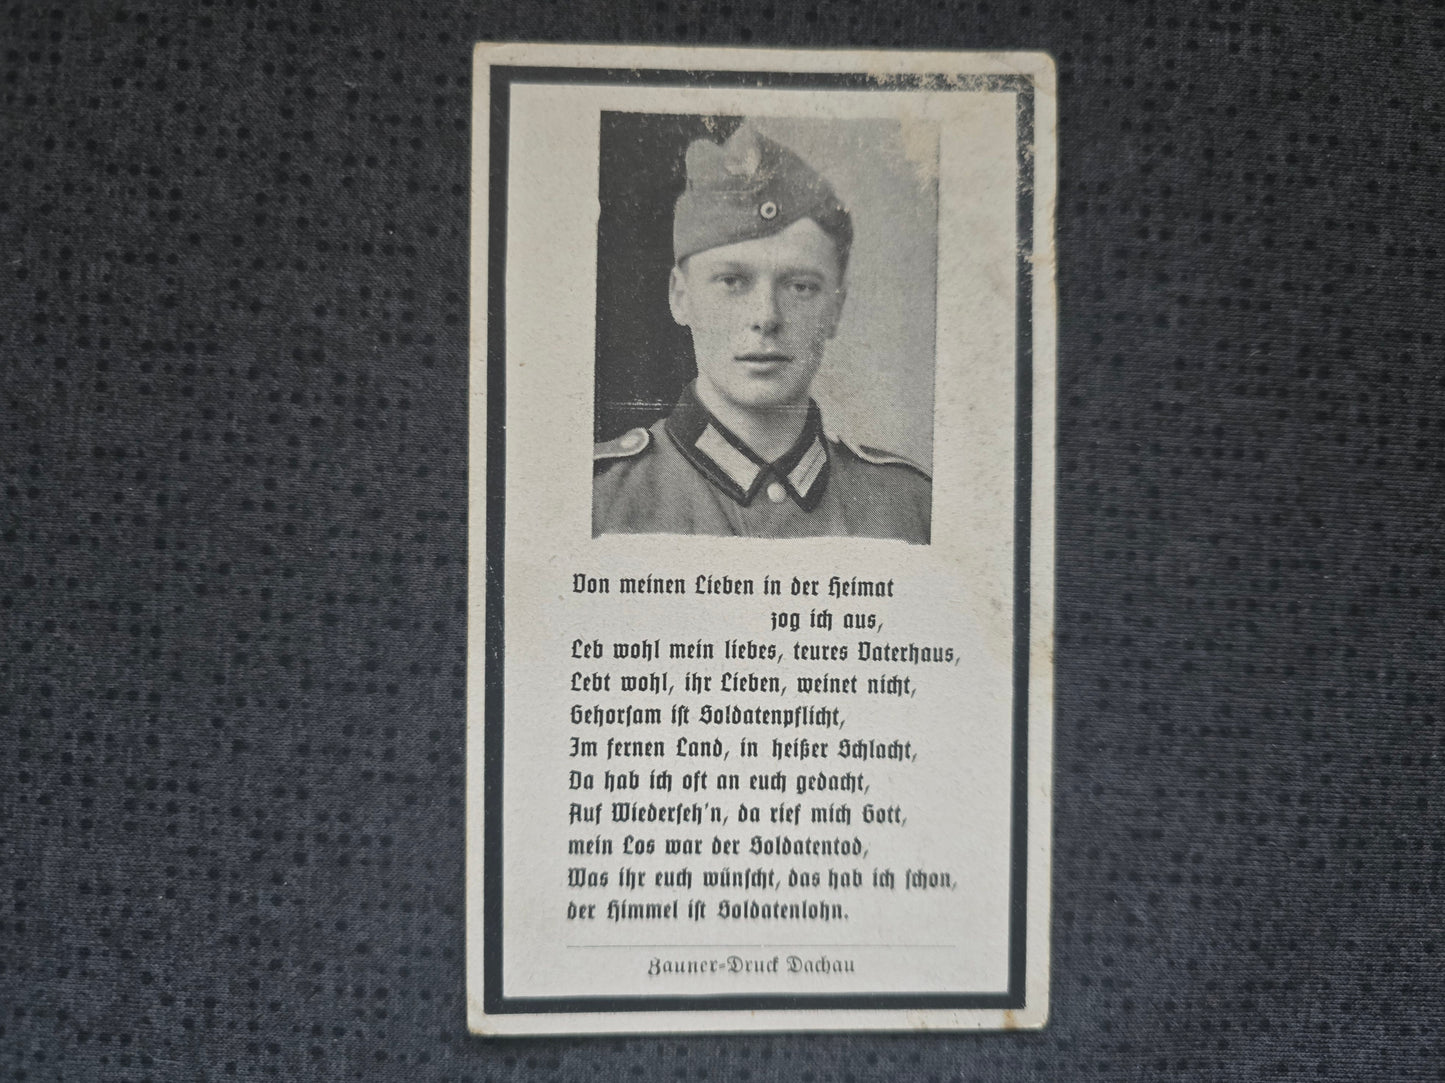 Von meinen Lieben in der Heimat
zog ich aus,
Leb wohl mein liebes, teures Vaterhaus,
Lebt wohl, ihr Lieben, weinet nicht,
Gehorsam ist Soldatenpflicht,
Im fernen Land, in heißer Schlacht,
Da hab ich oft an euch gedacht,
Auf Wiederseh'n, da rief mich Gott,
mein Los war der Soldatentod,
Was ihr euch wünscht, das hab ich schon,
der Himmel ist Soldatenlohn.
Zauner-Druck Dachau